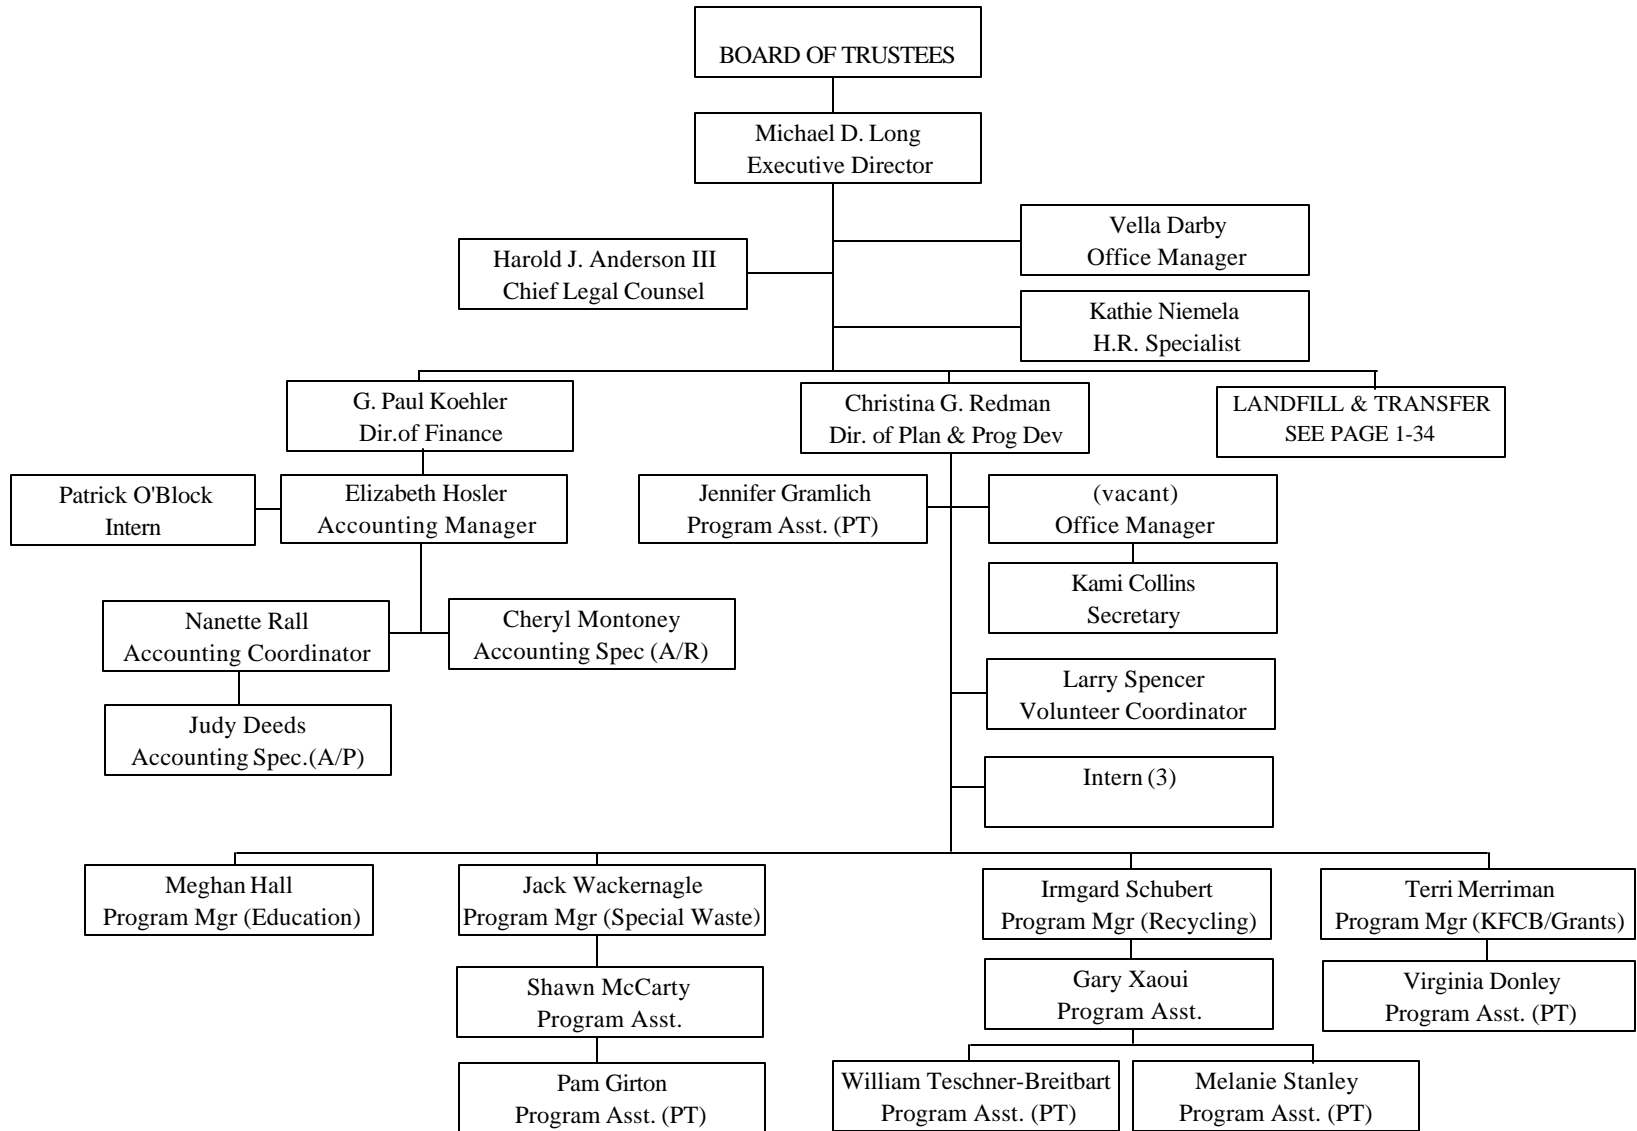 BOARD OF TRUSTEES
Michael D. Long
Executive Director
Vella Darby
Office Manager
Harold J. Anderson III
Chief Legal Counsel
Kathie Niemela
H.R. Specialist
G. Paul Koehler
Dir.of Finance
Christina G. Redman
Dir. of Plan & Prog Dev
LANDFILL & TRANSFER
SEE PAGE 1-34
Patrick O'Block
Intern
Elizabeth Hosler
Accounting Manager
Jennifer Gramlich
Program Asst. (PT)
(vacant)
Office Manager
Kami Collins
Secretary
Nanette Rall
Accounting Coordinator
Cheryl Montoney
Accounting Spec (A/R)
Larry Spencer
Volunteer Coordinator
Judy Deeds
Accounting Spec.(A/P)
Intern (3)
Meghan Hall
Program Mgr (Education)
Jack Wackernagle
Program Mgr (Special Waste)
Irmgard Schubert
Program Mgr (Recycling)
Terri Merriman
Program Mgr (KFCB/Grants)
Shawn McCarty
Program Asst.
Gary Xaoui
Program Asst.
Virginia Donley
Program Asst. (PT)
Pam Girton
Program Asst. (PT)
William Teschner-Breitbart
Program Asst. (PT)
Melanie Stanley
Program Asst. (PT)